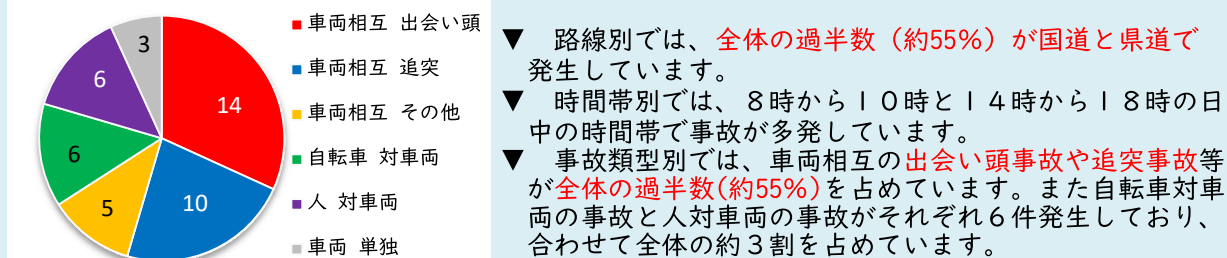 3
6
14
6
5
10
車両相互 出会い頭
車両相互 追突
車両相互 その他
自転車 対車両
人 対車両
車両 単独
▼ 路線別では、全体の過半数（約55％）が国道と県道で
発生しています。
▼ 時間帯別では、８時から１０時と１４時から１８時の日
中の時間帯で事故が多発しています。
▼ 事故類型別では、車両相互の出会い頭事故や追突事故等
が全体の過半数(約55％)を占めています。また自転車対車
両の事故と人対車両の事故がそれぞれ６件発生しており、
合わせて全体の約３割を占めています。